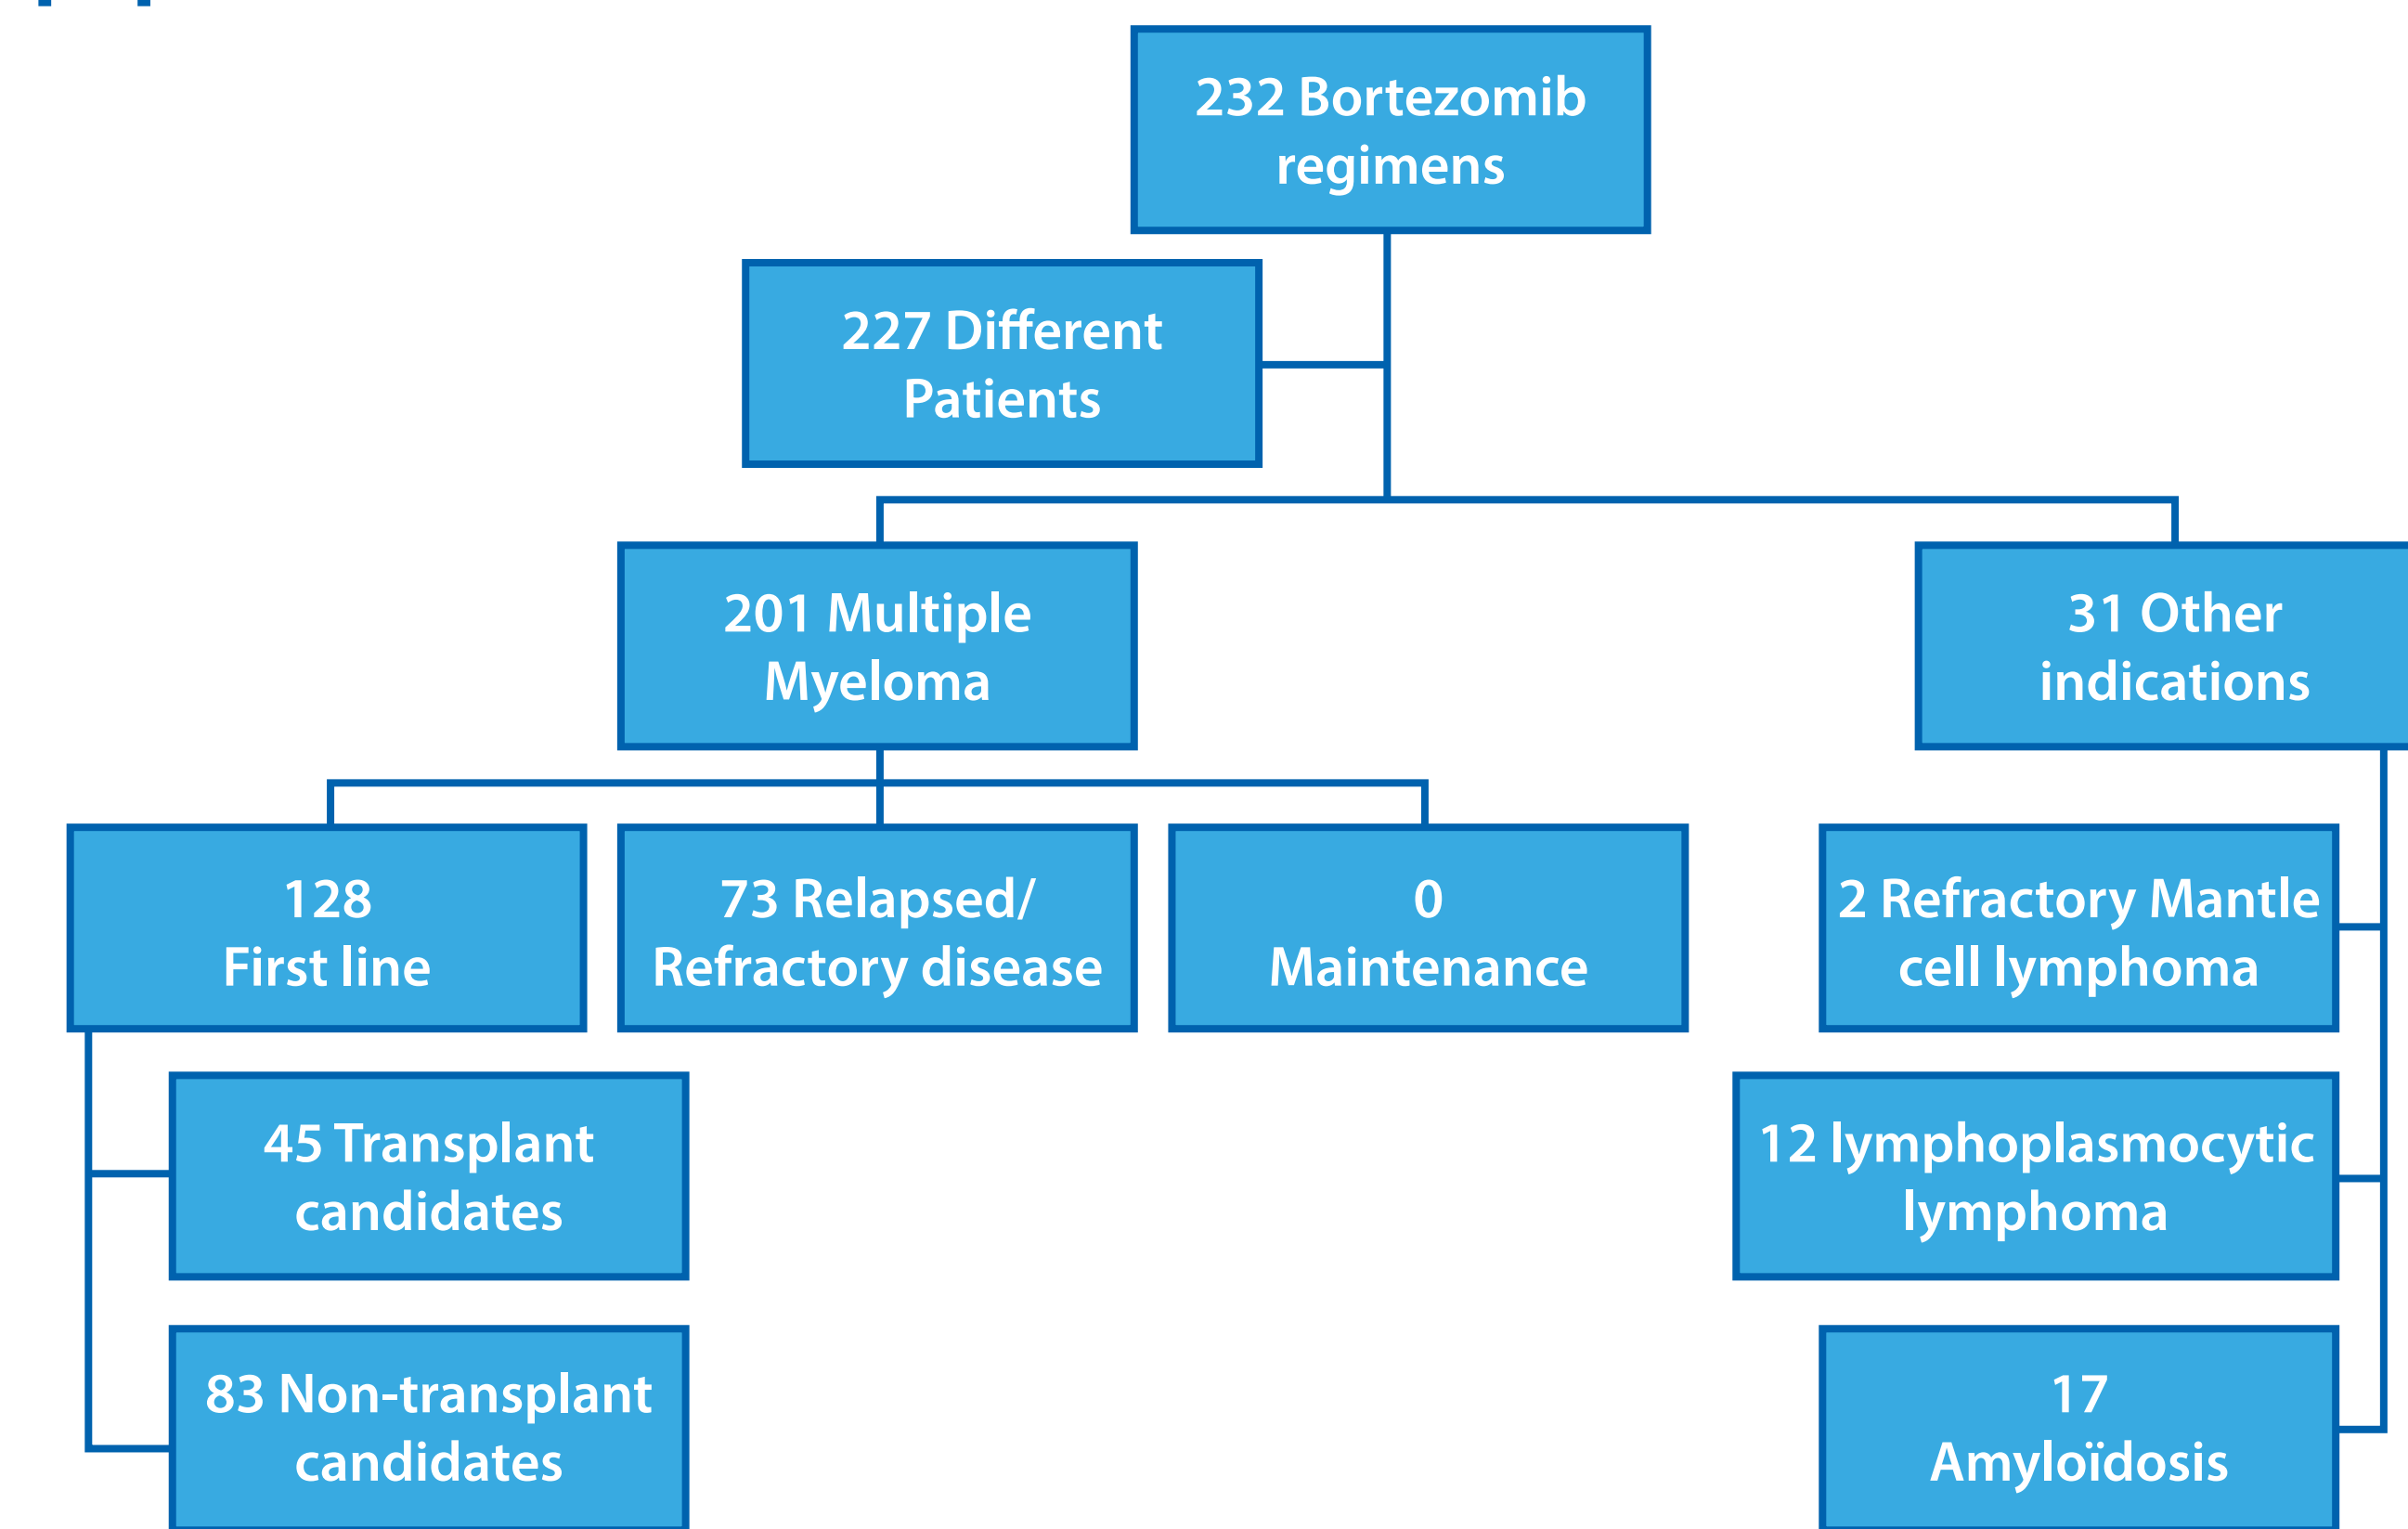 232 Bortezomib
regimens
227 Different
Patients
201 Multiple
Myeloma
31 Other
indications
128
First line
73 Relapsed/
Refractory disease
0
Maintenance
2 Refractory Mantle
cell lymphoma
45 Transplant
candidates
12 lymphoplasmocytic
lymphoma
83 Non-transplant
candidates
17
Amyloïdosis